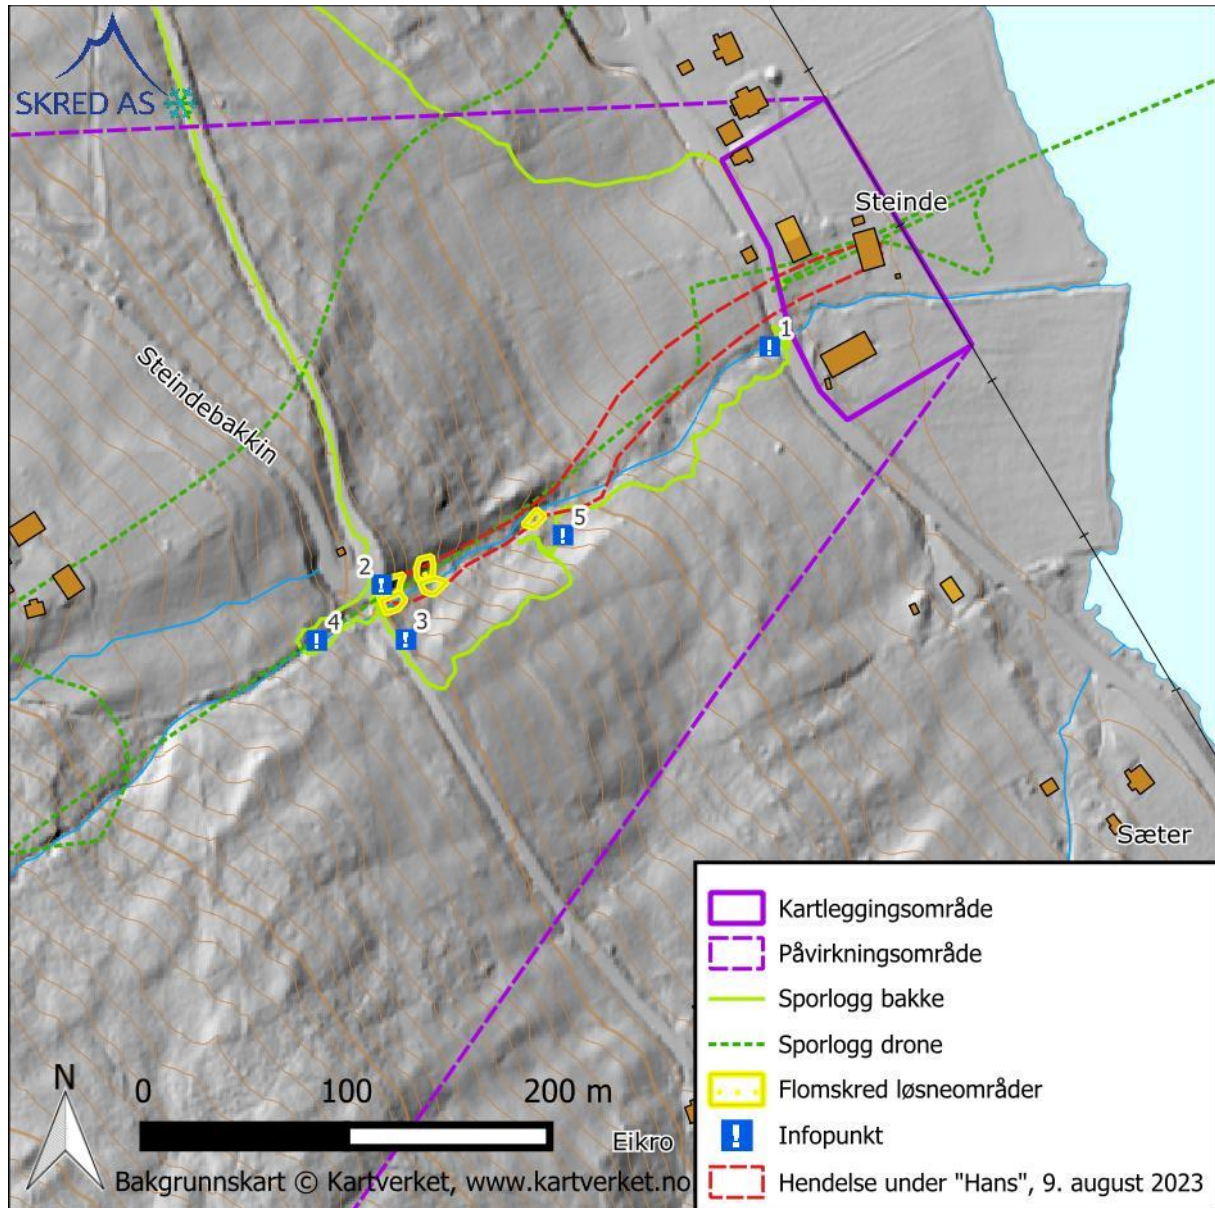 SKRED AS
Steinde
1
Steindebakkin
5
2
4
3
Sæter
Kartleggingsområde
Påvirkningsområde
Sporlogg bakke
Sporlogg drone
Flomskred løsneområder
Infopunkt
Hendelse under "Hans", 9. august 2023
N
0 100 200 m
Eikro
Bakgrunnskart © Kartverket, www.kartverket.no